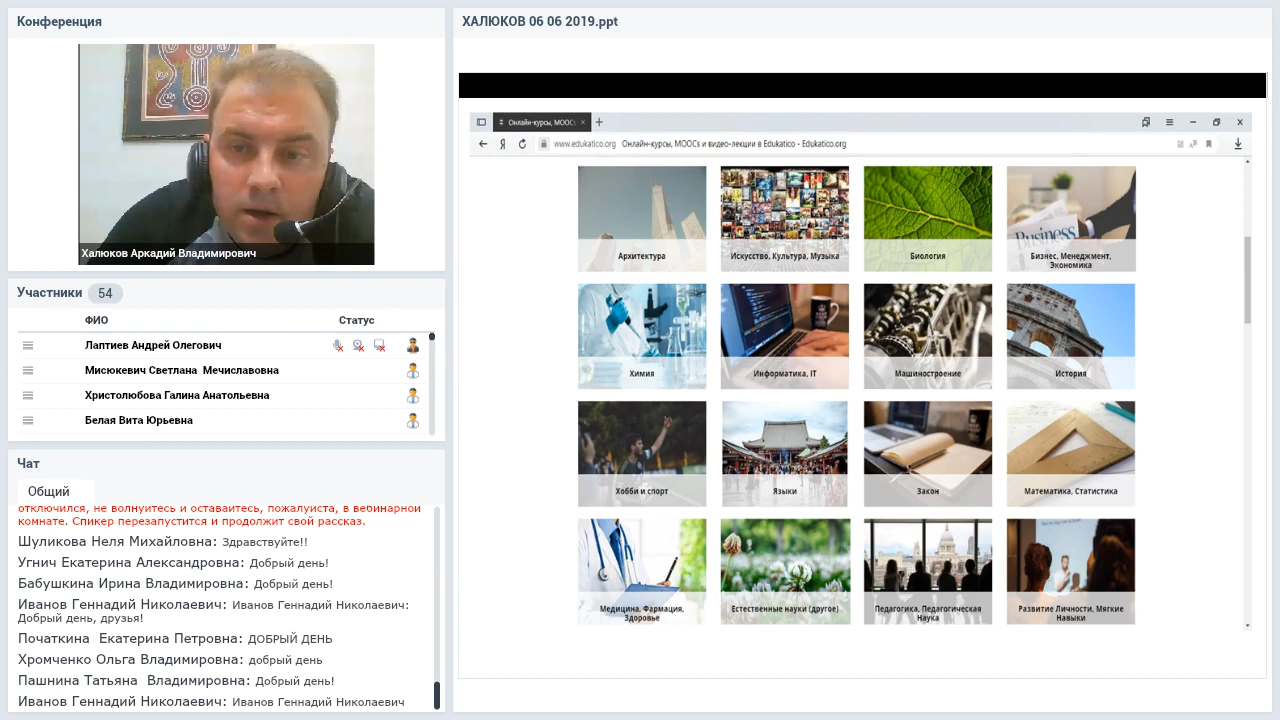 Конференция
Халюков Аркадий Владимирович
Участники 54
ФИО Статус
Лаптиев Андрей Олегович
Мисюкевич Светлана Мечиславовна
Христолюбова Галина Анатольевна
Белая Вита Юрьевна
Чат
Общий
отключился, не волнуйтесь и оставайтесь, пожалуйста, в вебинарной
комнате. Спикер перезапустится и продолжит свой рассказ.
Шуликова Неля Михайловна: Здравствуйте!!
Угнич Екатерина Александровна: Добрый день!
Бабушкина Ирина Владимировна: Добрый день!
Иванов Геннадий Николаевич: Иванов Геннадий Николаевич:
Добрый день, друзья!
Початкина Екатерина Петровна: ДОБРЫЙ ДЕНЬ
Хромченко Ольга Владимировна: добрый день
Пашнина Татьяна Владимировна: Добрый день!
Иванов Геннадий Николаевич: Иванов Геннадий Николаевич
ХАЛЮКОВ 06 06 2019.ppt
Онлайн-курсы, MOOC
www.edukatico.org Онлайн-курсы, MOOCs и видео-лекции в Edukatico - Edukatico.org
Архитектура
Искусство, Культура, Музыка
Биология
Business
Бизнес, Менеджмент,
Экономика
Химия
Информатика, IT
Машиностроение
История
Хобби и спорт
Языки
Закон
Математика, Статистика
Медицина, Фармация,
Здоровье
Естественные науки (другое)
Педагогика, Педагогическая
Наука
Развитие Личности, Мягкие
Навыки